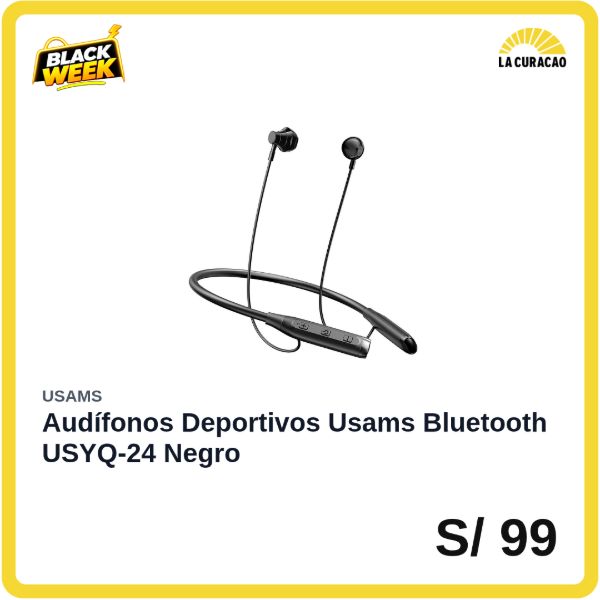 BLACK
WEEK
LA CURACAO
USAMS
Audífonos Deportivos Usams Bluetooth
USYQ-24 Negro
S/ 99